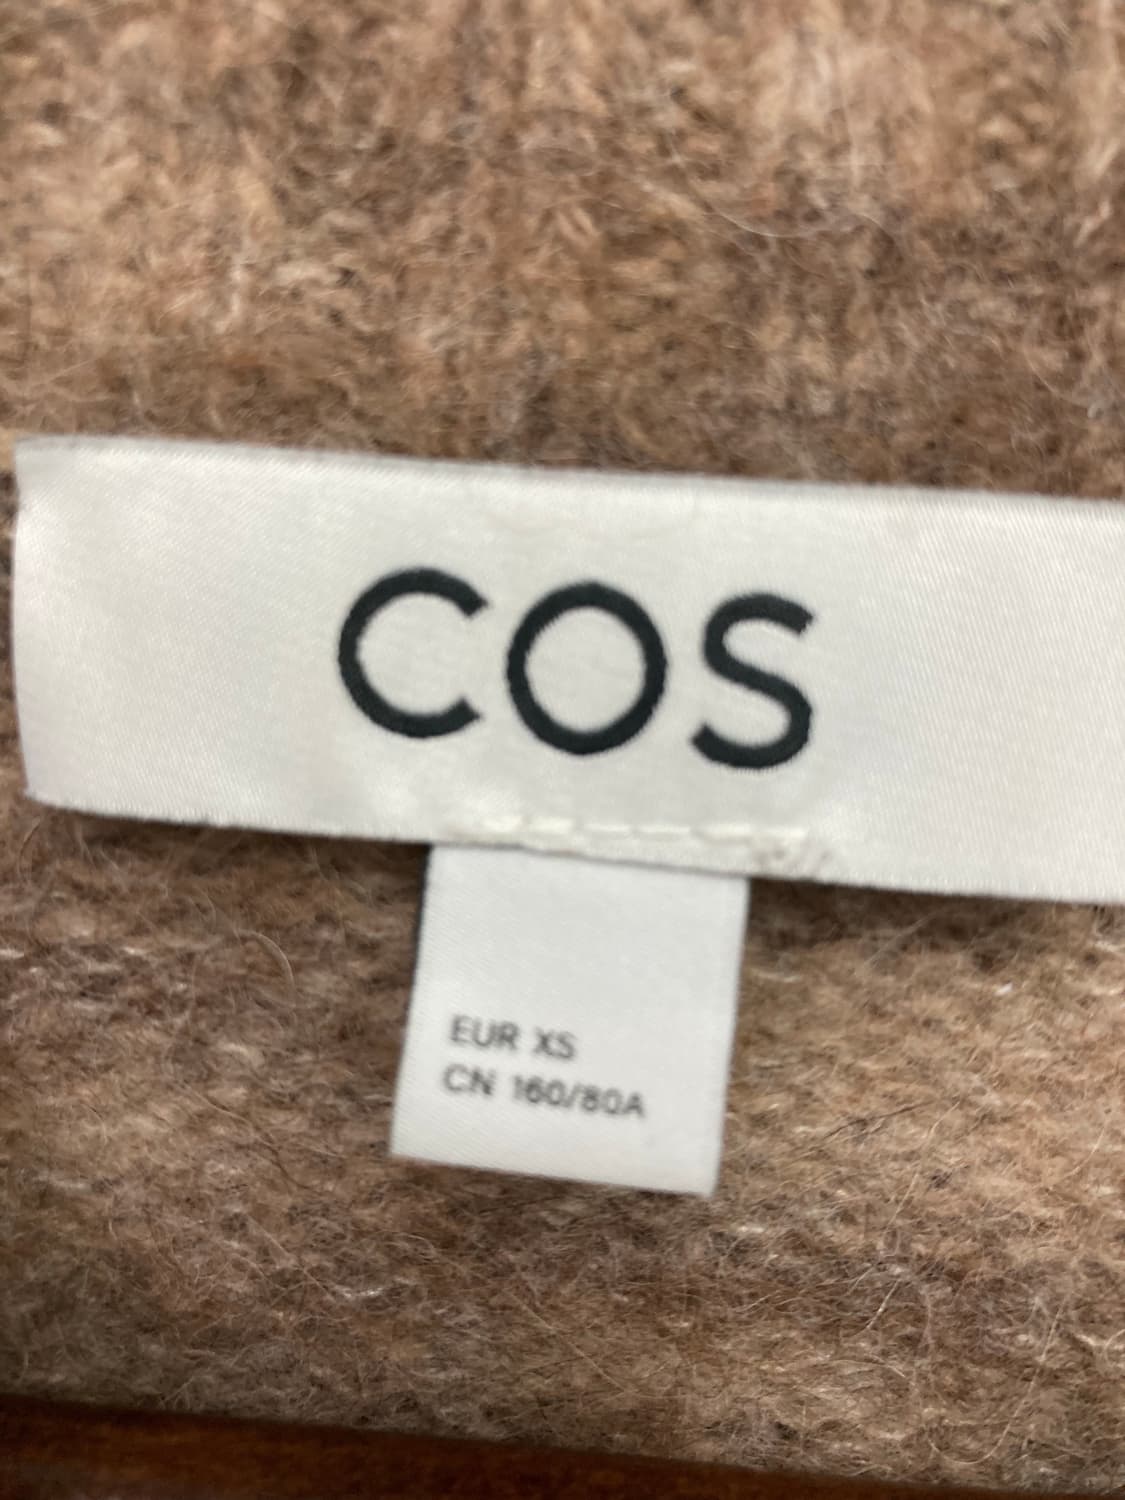 COS
EUR XS
CN 160/80A